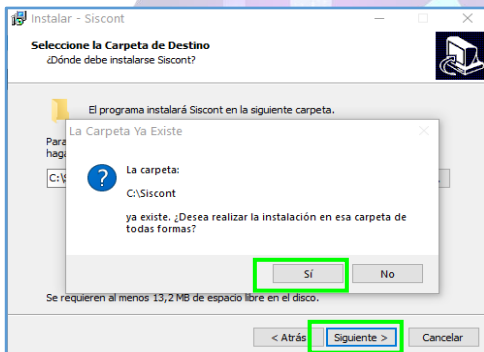 Instalar - Siscont
Seleccione la Carpeta de Destino
¿Dónde debe instalarse Siscont?
El programa instalará Siscont en la siguiente carpeta.
Para
haga
La Carpeta Ya Existe
La carpeta:
C:\Siscont
ya existe. ¿Desea realizar la instalación en esa carpeta de
todas formas?
Sí No
Se requieren al menos 13,2 MB de espacio libre en el disco.
< Atrás Siguiente > Cancelar